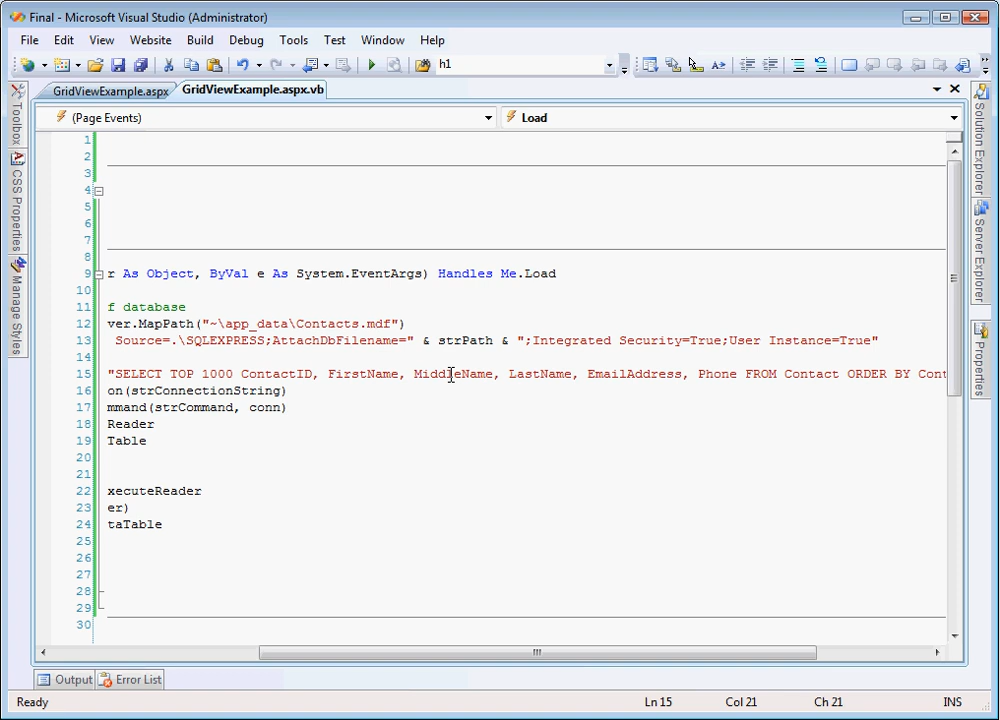 Final - Microsoft Visual Studio (Administrator)
File Edit View Website Build Debug Tools Test Window Help
h1
GridViewExample.aspx GridViewExample.aspx.vb
(Page Events) Load
Toolbox
CSS Properties
Manage Styles
1
2
3
4
5
6
7
8
9 r As Object, ByVal e As System.EventArgs) Handles Me.Load
10
11 f database
12 ver.MapPath("~\app_data\Contacts.mdf")
13 Source=.\SQLEXPRESS;AttachDbFilename=" & strPath & ";Integrated Security=True;User Instance=True"
14
15 "SELECT TOP 1000 ContactID, FirstName, MiddleName, LastName, EmailAddress, Phone FROM Contact ORDER BY Cont
16 on(strConnectionString)
17 mmand(strCommand, conn)
18 Reader
19 Table
20
21
22 xecuteReader
23 er)
24 taTable
25
26
27
28
29
30
Solution Explorer
Server Explorer
Properties
Output Error List
Ready Ln 15 Col 21 Ch 21 INS